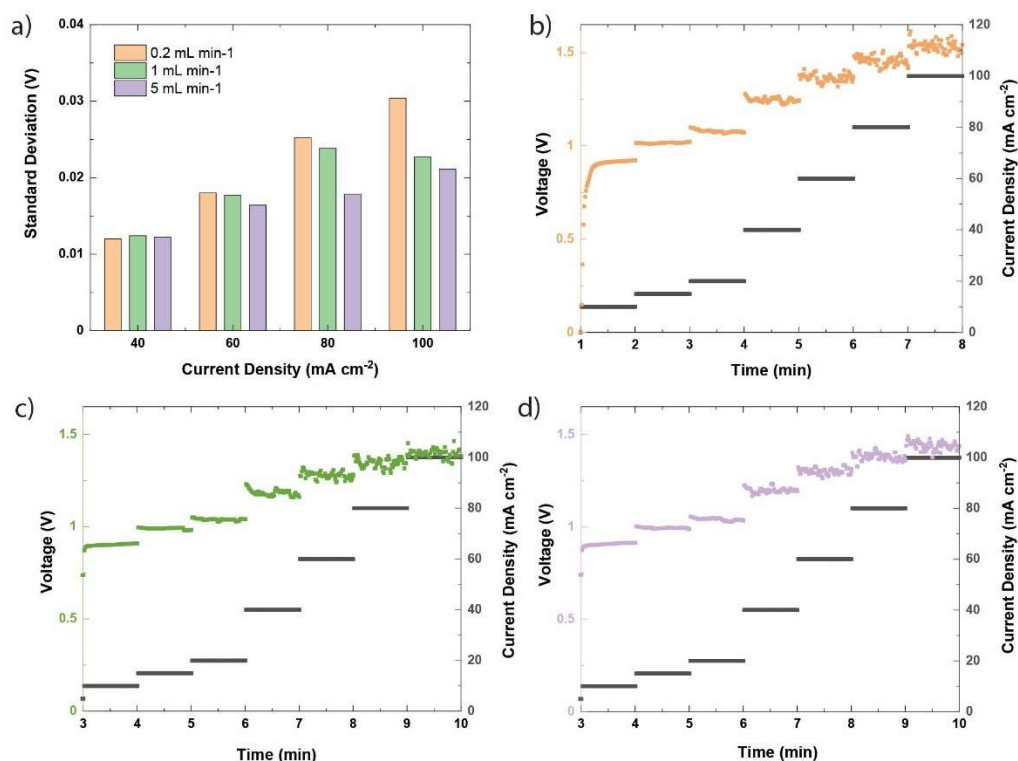 a)
0.04
0.03
0.02
0.01
0
Standard Deviation (V)
0.2 mL min-1
1 mL min-1
5 mL min-1
40 60 80 100
Current Density (mA cm-2)
b)
1.5
1
0.5
0
Voltage (V)
120
100
80
60
40
20
0
Current Density (mA cm-2)
1 2 3 4 5 6 7 8
Time (min)
c)
1.5
1
0.5
0
Voltage (V)
120
100
80
60
40
20
0
Current Density (mA cm-2)
3 4 5 6 7 8 9 10
Time (min)
d)
1.5
1
0.5
0
Voltage (V)
120
100
80
60
40
20
0
Current Density (mA cm-2)
3 4 5 6 7 8 9 10
Time (min)